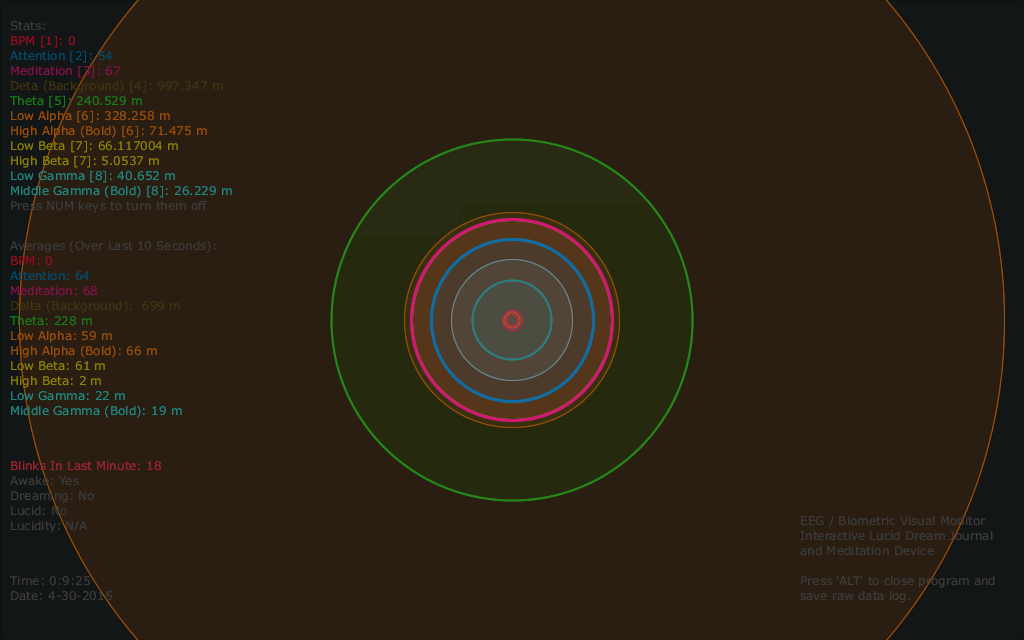 Stats:
BPM [1]: 0
Attention [2]: 54
Meditation [3]: 67
Deta (Background) [4]: 997.347 m
Theta [5]: 240.529 m
Low Alpha [6]: 328.258 m
High Alpha (Bold) [6]: 71.475 m
Low Beta [7]: 66.117004 m
High Beta [7]: 5.0537 m
Low Gamma [8]: 40.652 m
Middle Gamma (Bold) [8]: 26.229 m
Press NUM keys to turn them off
Averages (Over Last 10 Seconds):
BPM: 0
Attention: 64
Meditation: 68
Delta (Background):  699 m
Theta: 228 m
Low Alpha: 59 m
High Alpha (Bold): 66 m
Low Beta: 61 m
High Beta: 2 m
Low Gamma: 22 m
Middle Gamma (Bold): 19 m
Blinks In Last Minute: 18
Awake: Yes
Dreaming: No
Lucid: No
Lucidity: N/A
Time: 0:9:25
Date: 4-30-2015
EEG / Biometric Visual Monitor
Interactive Lucid Dream Journal
and Meditation Device
Press 'ALT' to close program and
save raw data log.